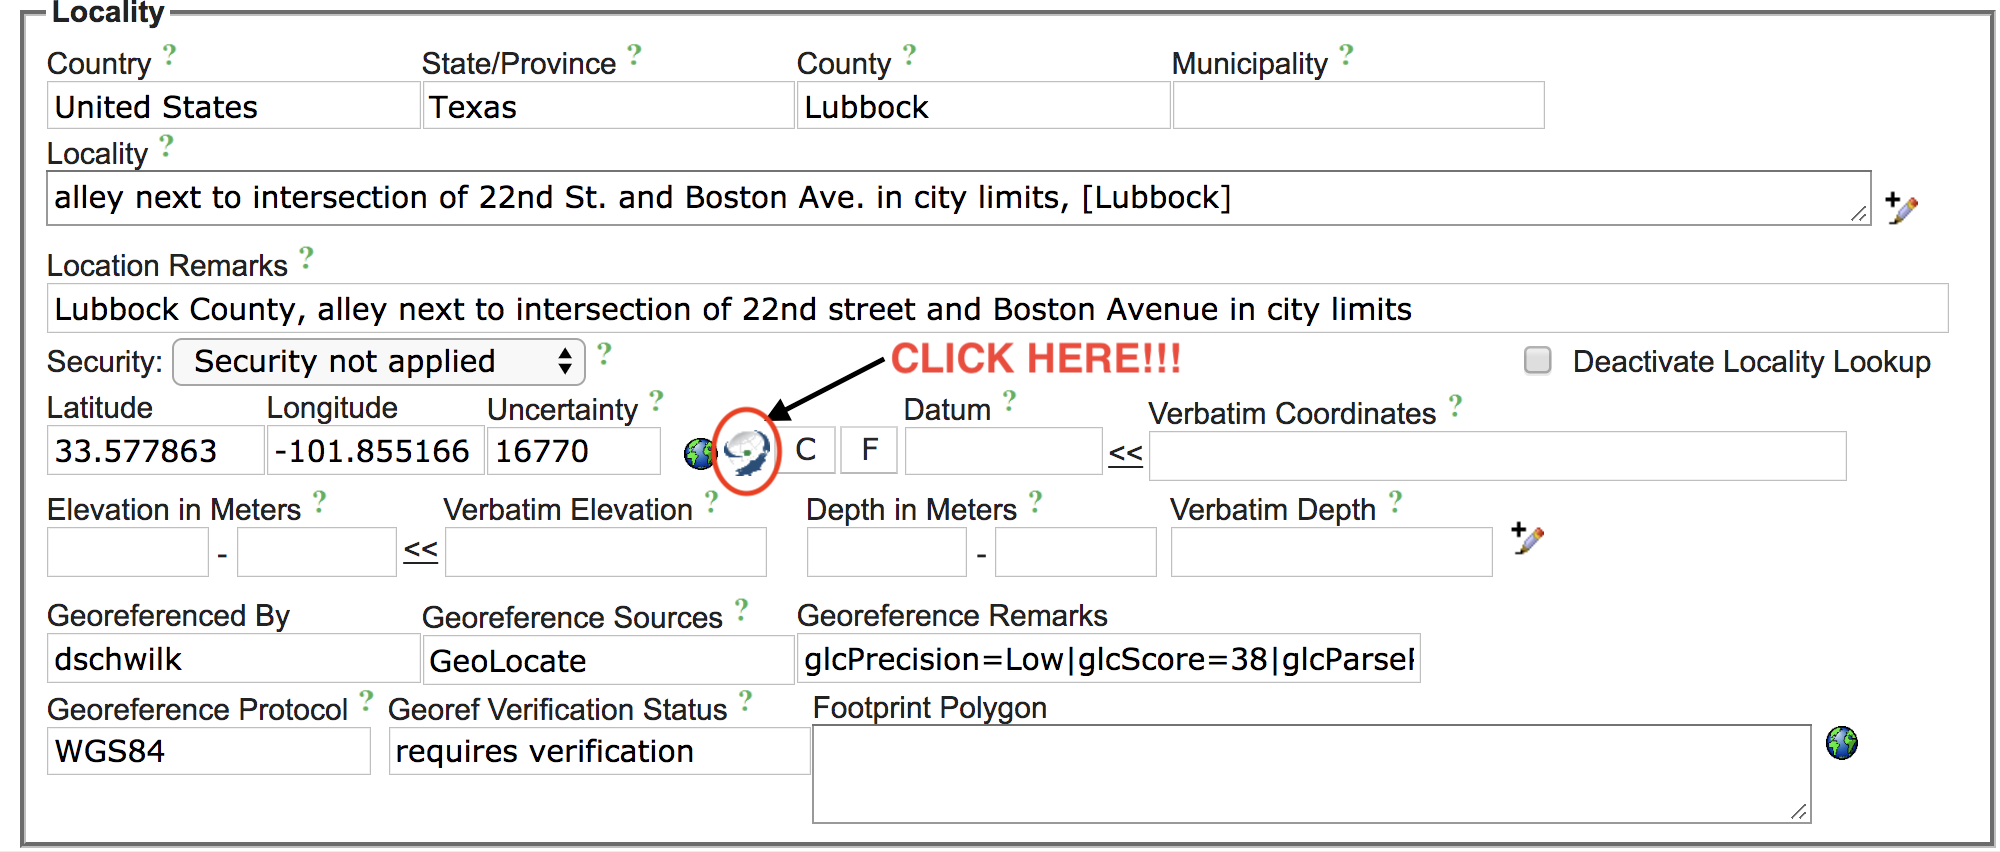 Locality
Country ? State/Province ? County ? Municipality ?
United States Texas Lubbock
Locality ?
alley next to intersection of 22nd St. and Boston Ave. in city limits, [Lubbock]
Location Remarks ?
Lubbock County, alley next to intersection of 22nd street and Boston Avenue in city limits
Security: Security not applied ? CLICK HERE!!! Deactivate Locality Lookup
Latitude Longitude Uncertainty ? Datum ? Verbatim Coordinates ?
33.577863 -101.855166 16770 C F <<
Elevation in Meters ? Verbatim Elevation ? Depth in Meters ? Verbatim Depth ?
- << -
Georeferenced By Georeference Sources ? Georeference Remarks
dschwilk GeoLocate glcPrecision=Low|glcScore=38|glcParse
Georeference Protocol ? Georef Verification Status ? Footprint Polygon
WGS84 requires verification